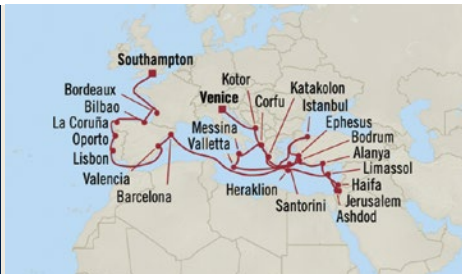 Southampton
Kotor
Katakolon
Bordeaux
Venice
Corfu
Istanbul
Bilbao
Ephesus
La Coruña
Messina
Bodrum
Oporto
Valletta
Alanya
Lisbon
Limassol
Valencia
Heraklion
Haifa
Barcelona
Santorini
Jerusalem
Ashdod